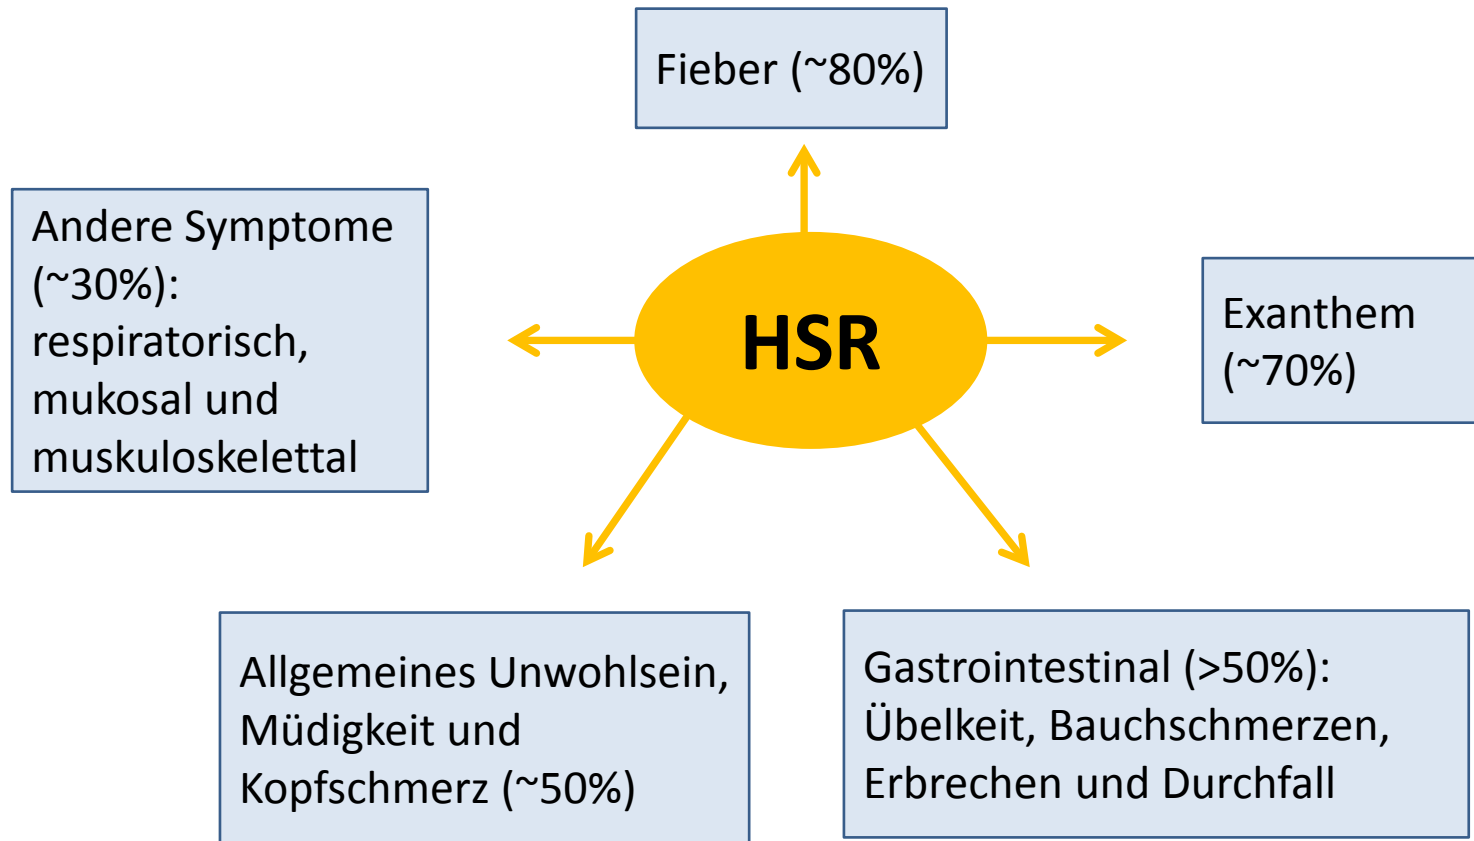 Fieber (~80%)
Andere Symptome
(~30%):
respiratorisch,
mukosal und
muskuloskelettal
HSR
Exanthem
(~70%)
Allgemeines Unwohlsein,
Müdigkeit und
Kopfschmerz (~50%)
Gastrointestinal (>50%):
Übelkeit, Bauchschmerzen,
Erbrechen und Durchfall